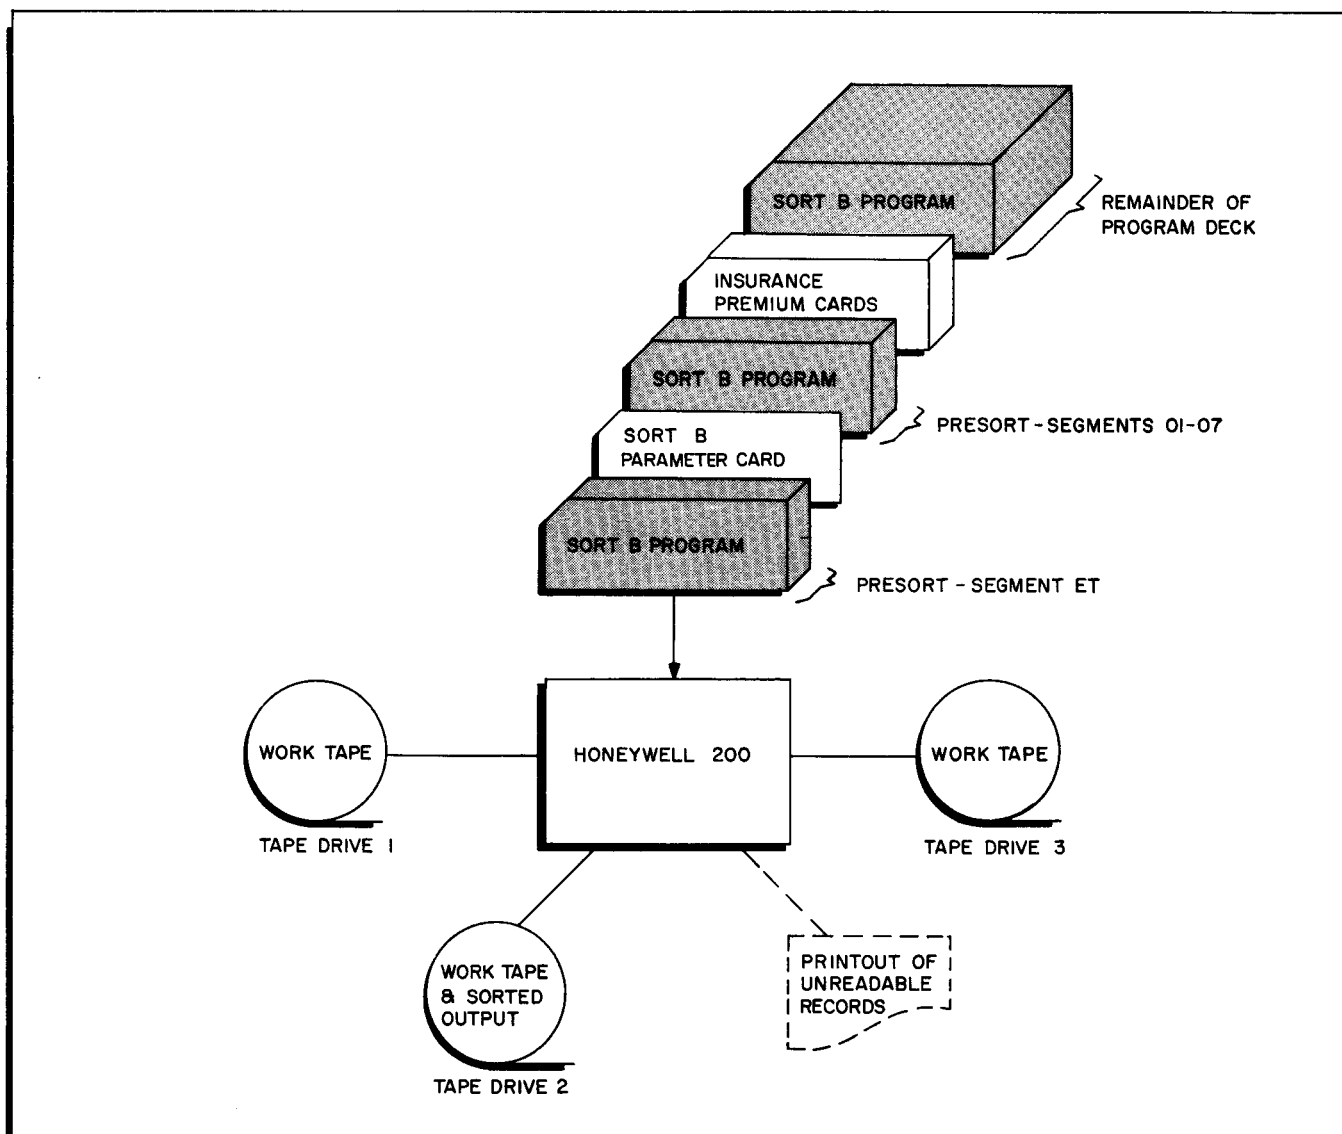 SORT B PROGRAM
REMAINDER OF
PROGRAM DECK
INSURANCE
PREMIUM CARDS
SORT B PROGRAM
PRESORT - SEGMENTS 01-07
SORT B
PARAMETER CARD
SORT B PROGRAM
PRESORT - SEGMENT ET
WORK TAPE
HONEYWELL 200
WORK TAPE
TAPE DRIVE 1
TAPE DRIVE 3
WORK TAPE
& SORTED
OUTPUT
PRINTOUT OF
UNREADABLE
RECORDS
TAPE DRIVE 2